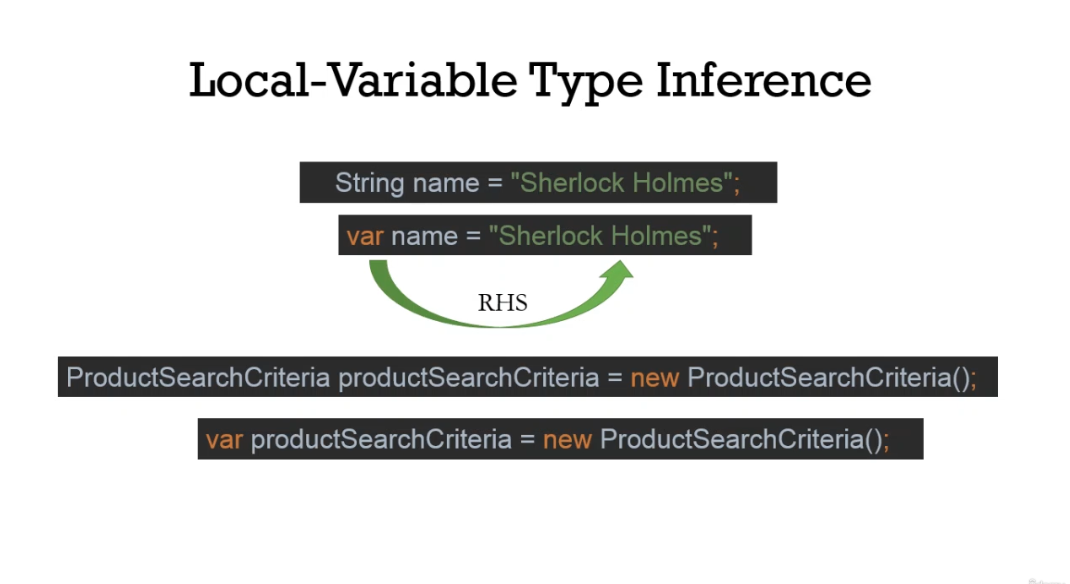 Local-Variable Type Inference
String name = "Sherlock Holmes";
var name = "Sherlock Holmes";
RHS
ProductSearchCriteria productSearchCriteria = new ProductSearchCriteria();
var productSearchCriteria = new ProductSearchCriteria();